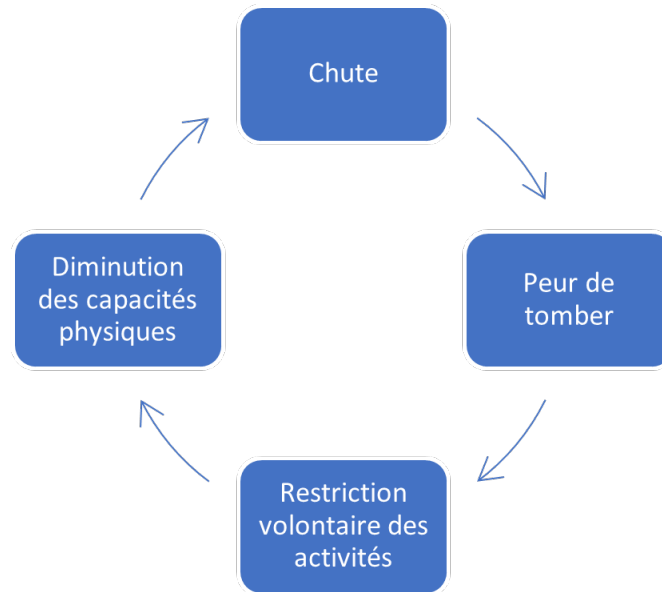 Chute
Peur de
tomber
Restriction
volontaire des
activités
Diminution
des capacités
physiques